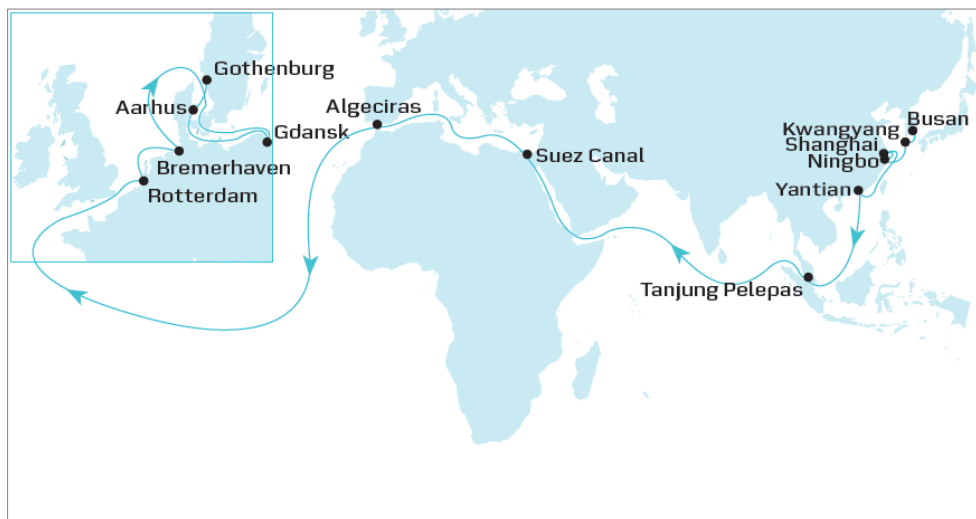 Gothenburg
Aarhus
Gdansk
Bremerhaven
Rotterdam
Algeciras
Suez Canal
Busan
Kwangyang
Shanghai
Ningbo
Yantian
Tanjung Pelepas